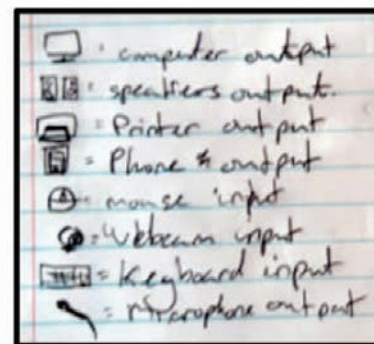 : computer output
: speakers output.
= Printer output
= Phone & output
= mouse input
= Webcam input
= Keyboard input
= microphone output